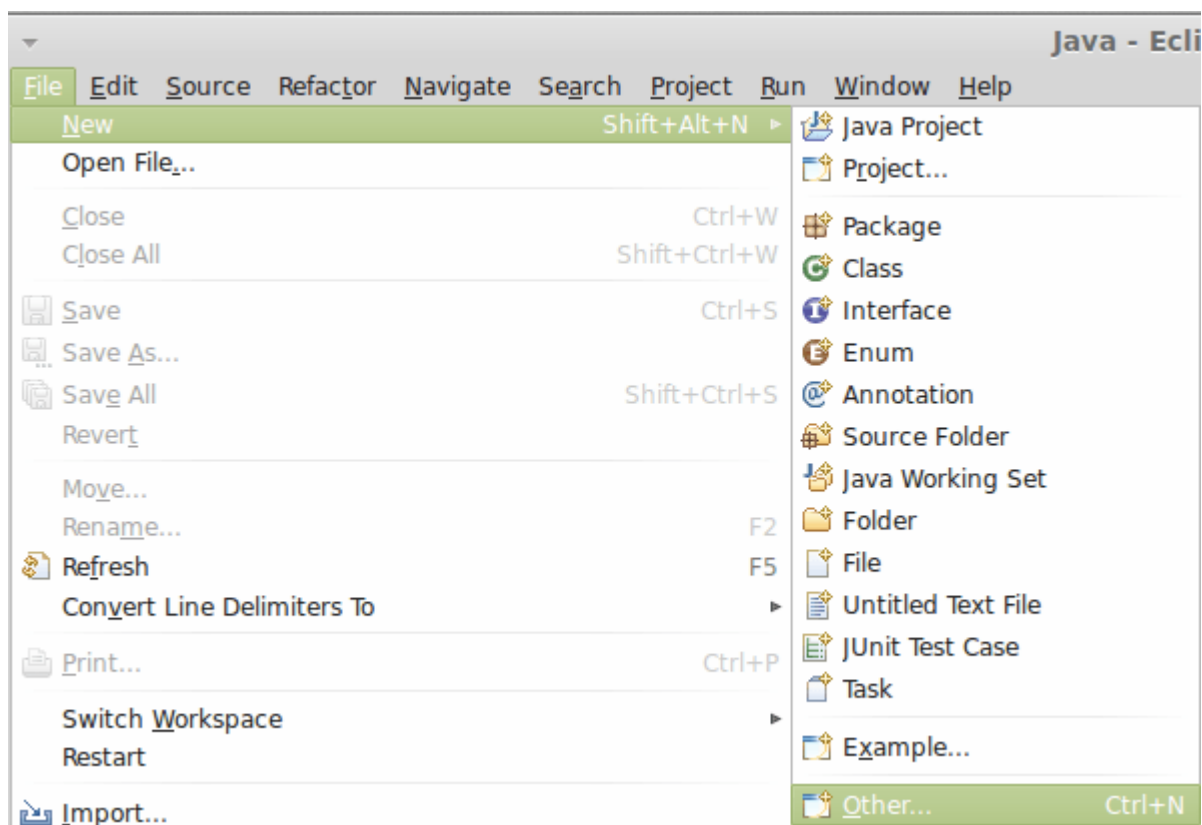 Java - Ecli
File Edit Source Refactor Navigate Search Project Run Window Help
New Shift+Alt+N
Open File...
Close Ctrl+W
Close All Shift+Ctrl+W
Save Ctrl+S
Save As...
Save All Shift+Ctrl+S
Revert
Move...
Rename... F2
Refresh F5
Convert Line Delimiters To
Print... Ctrl+P
Switch Workspace
Restart
Import...
Java Project
Project...
Package
Class
Interface
Enum
Annotation
Source Folder
Java Working Set
Folder
File
Untitled Text File
JUnit Test Case
Task
Example...
Other... Ctrl+N